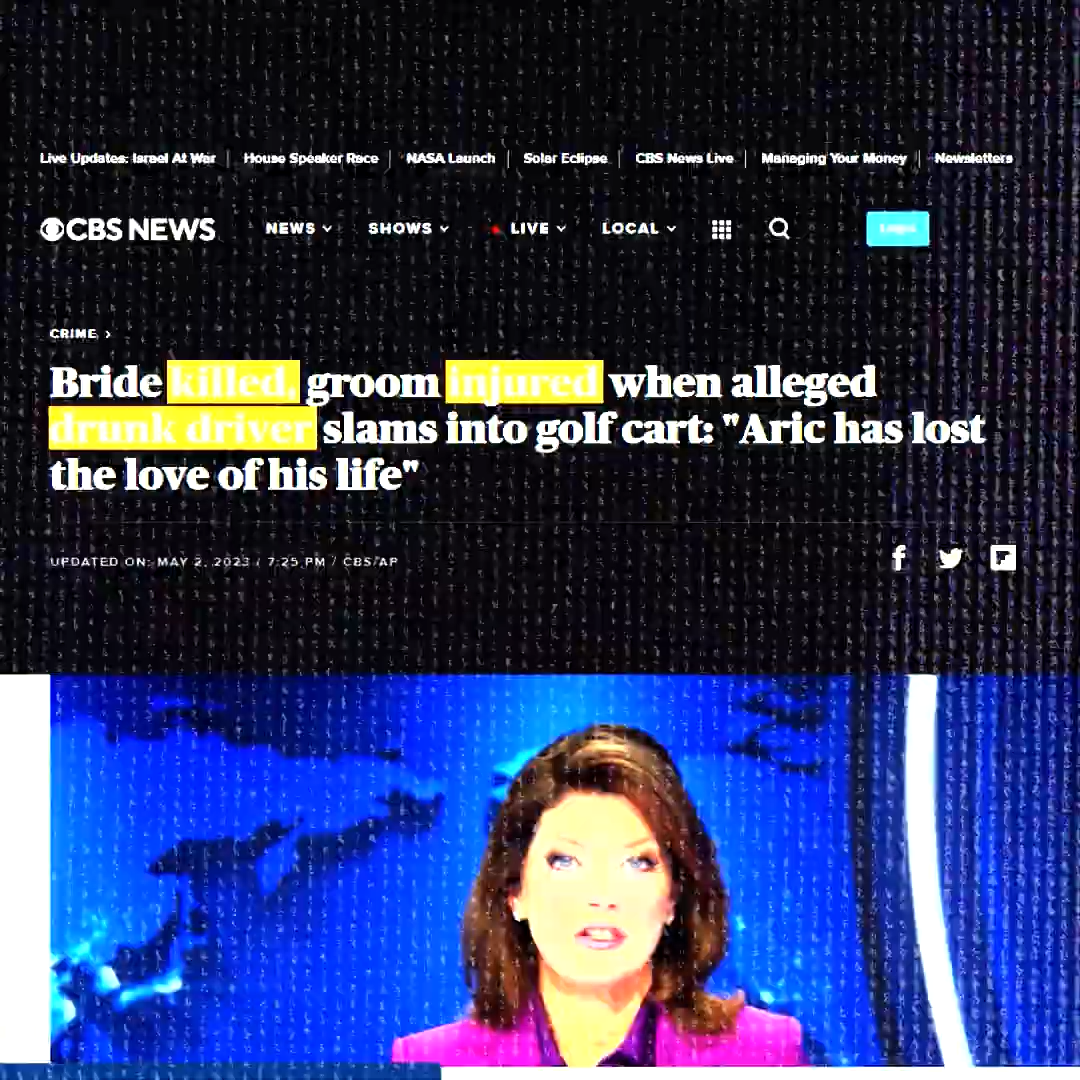 Live Updates: Israel At War House Speaker Race NASA Launch Solar Eclipse CBS News Live Managing Your Money Newsletters
CBS NEWS NEWS SHOWS LIVE LOCAL Login
CRIME
Bride killed, groom injured when alleged
drunk driver slams into golf cart: "Aric has lost
the love of his life"
UPDATED ON: MAY 2, 2023 / 7:25 PM / CBS/AP